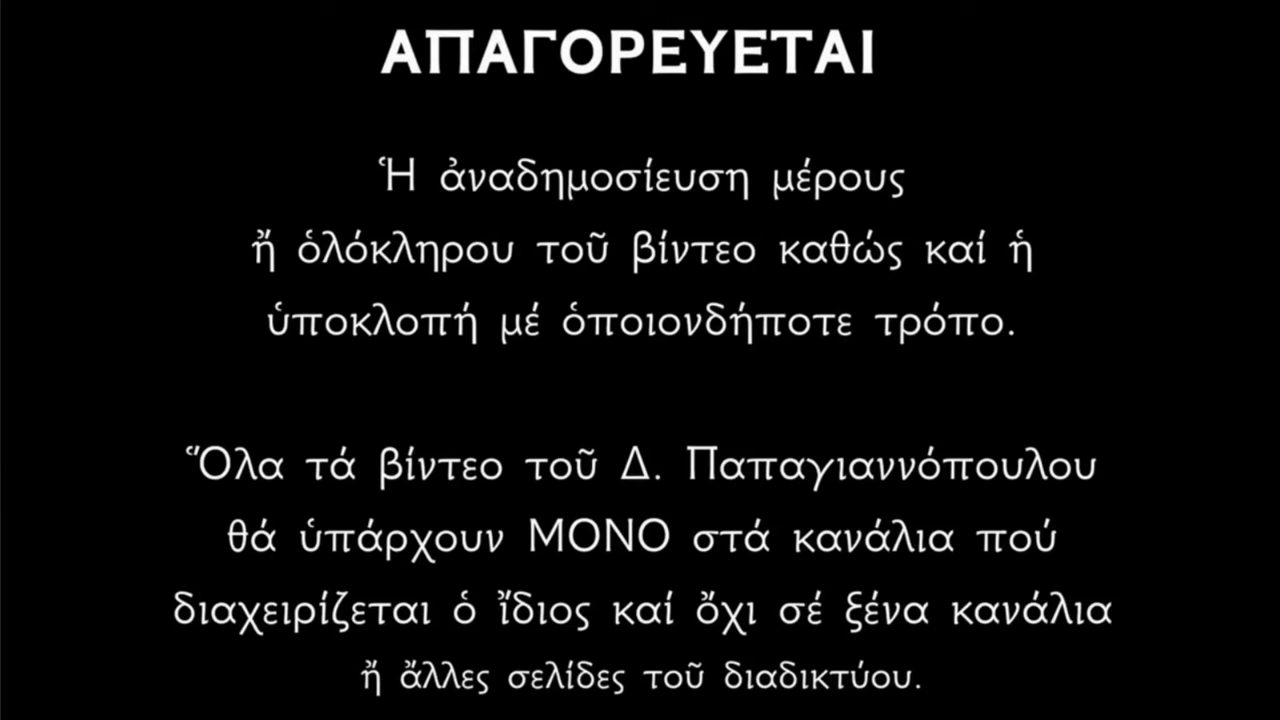 ΑΠΑΓΟΡΕΥΕΤΑΙ
Ἡ ἀναδημοσίευση μέρους
ἤ ὁλόκληρου τοῦ βίντεο καθώς καί ἡ
ὑποκλοπή μέ ὁποιονδήποτε τρόπο.
Ὅλα τά βίντεο τοῦ Δ. Παπαγιαννόπουλου
θά ὑπάρχουν ΜΟΝΟ στά κανάλια πού
διαχειρίζεται ὁ ἴδιος καί ὄχι σέ ξένα κανάλια
ἤ ἄλλες σελίδες τοῦ διαδικτύου.